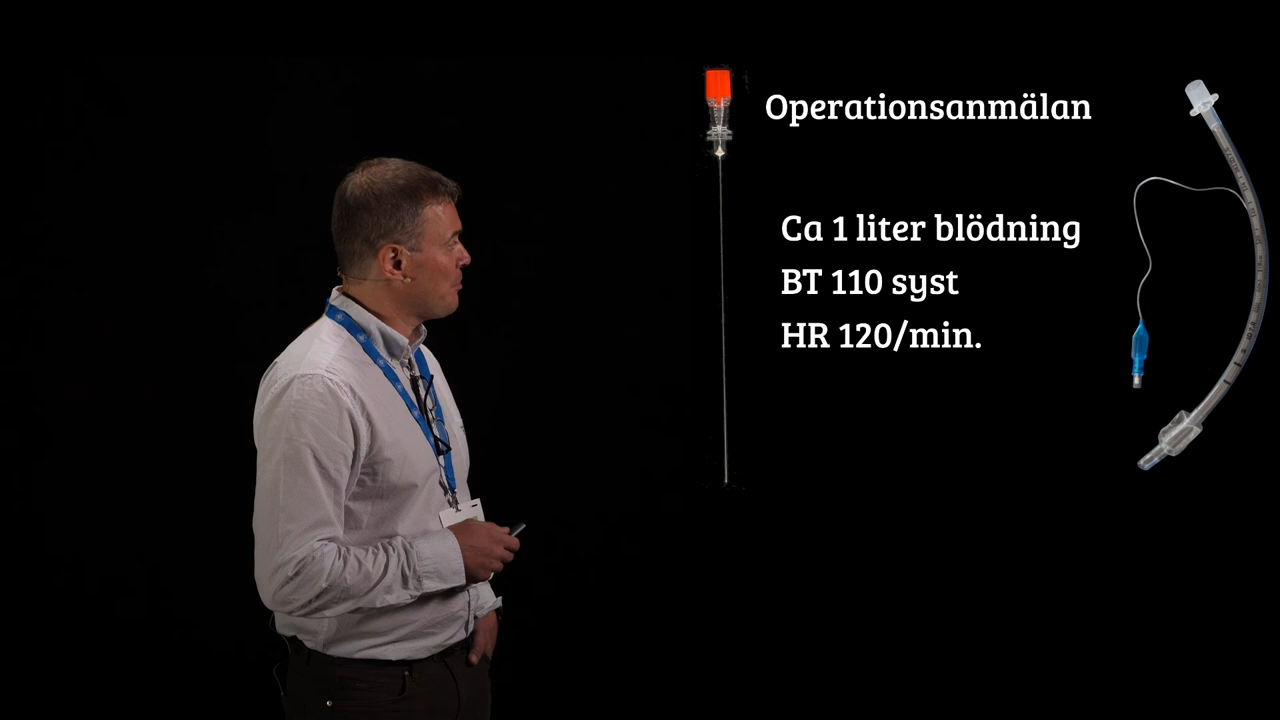 Operationsanmälan
Ca 1 liter blödning
BT 110 syst
HR 120/min.